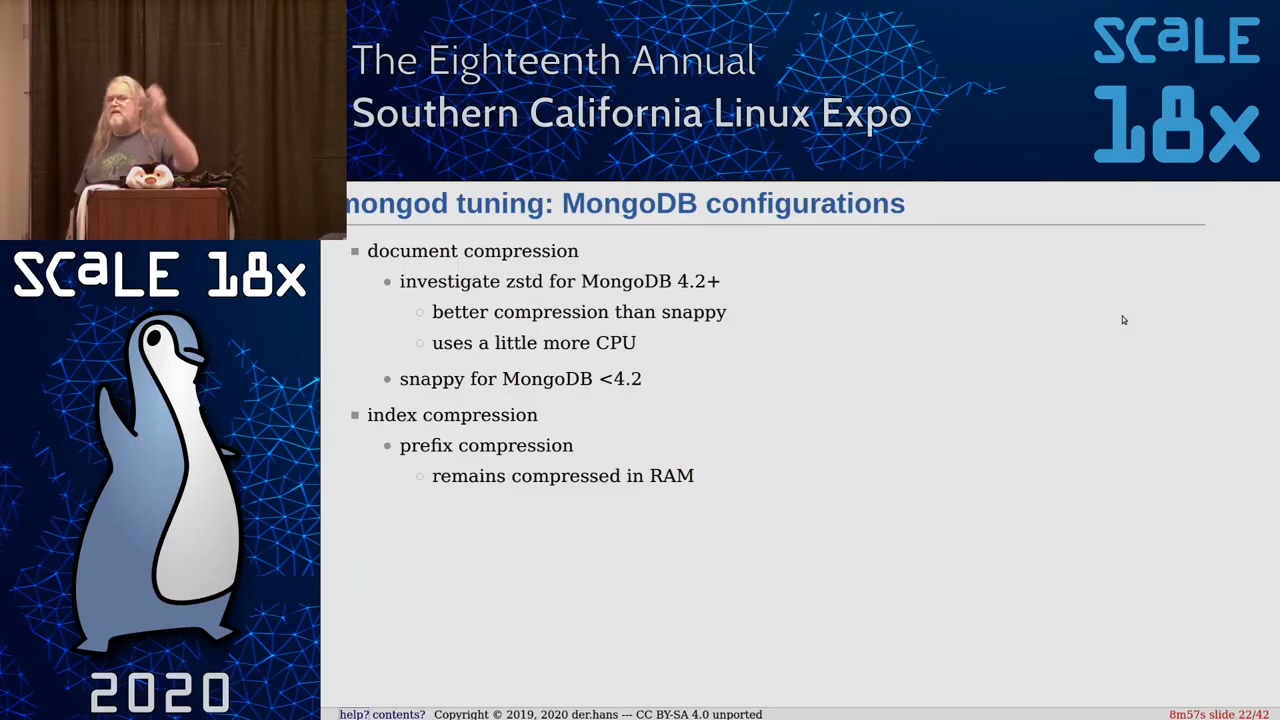 The Eighteenth Annual
Southern California Linux Expo
SCaLE
18x
mongod tuning: MongoDB configurations
document compression
investigate zstd for MongoDB 4.2+
better compression than snappy
uses a little more CPU
snappy for MongoDB <4.2
index compression
prefix compression
remains compressed in RAM
SCaLE 18x
2020
help? contents? Copyright © 2019, 2020 der.hans --- CC BY-SA 4.0 unported
8m57s slide 22/42